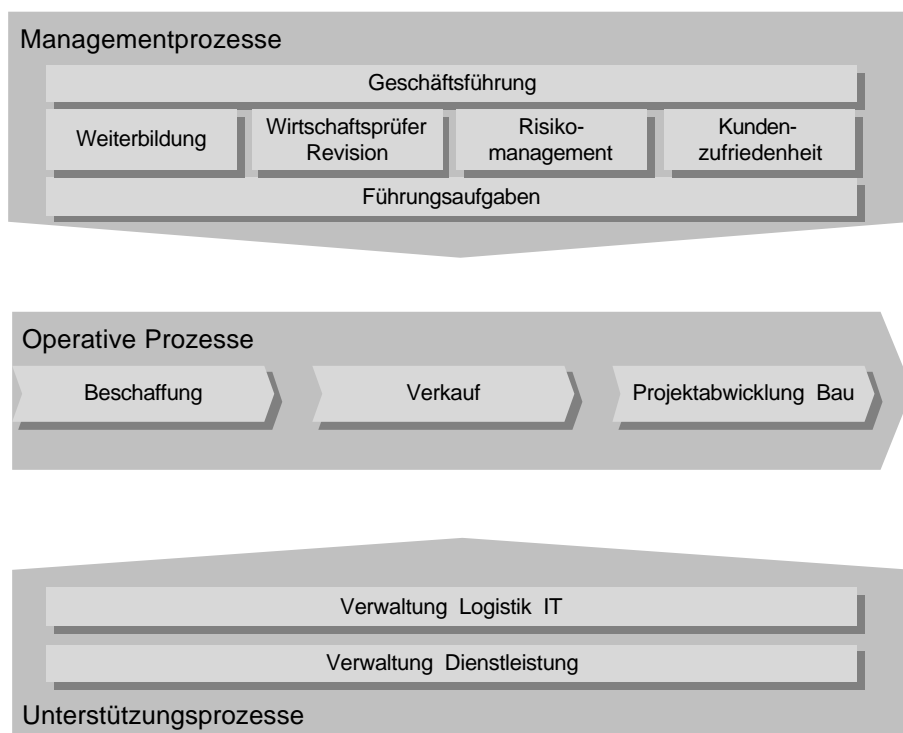 Managementprozesse
Geschäftsführung
Weiterbildung
Wirtschaftsprüfer
Revision
Risiko-
management
Kunden-
zufriedenheit
Führungsaufgaben
Operative Prozesse
Beschaffung
Verkauf
Projektabwicklung Bau
Verwaltung Logistik IT
Verwaltung Dienstleistung
Unterstützungsprozesse